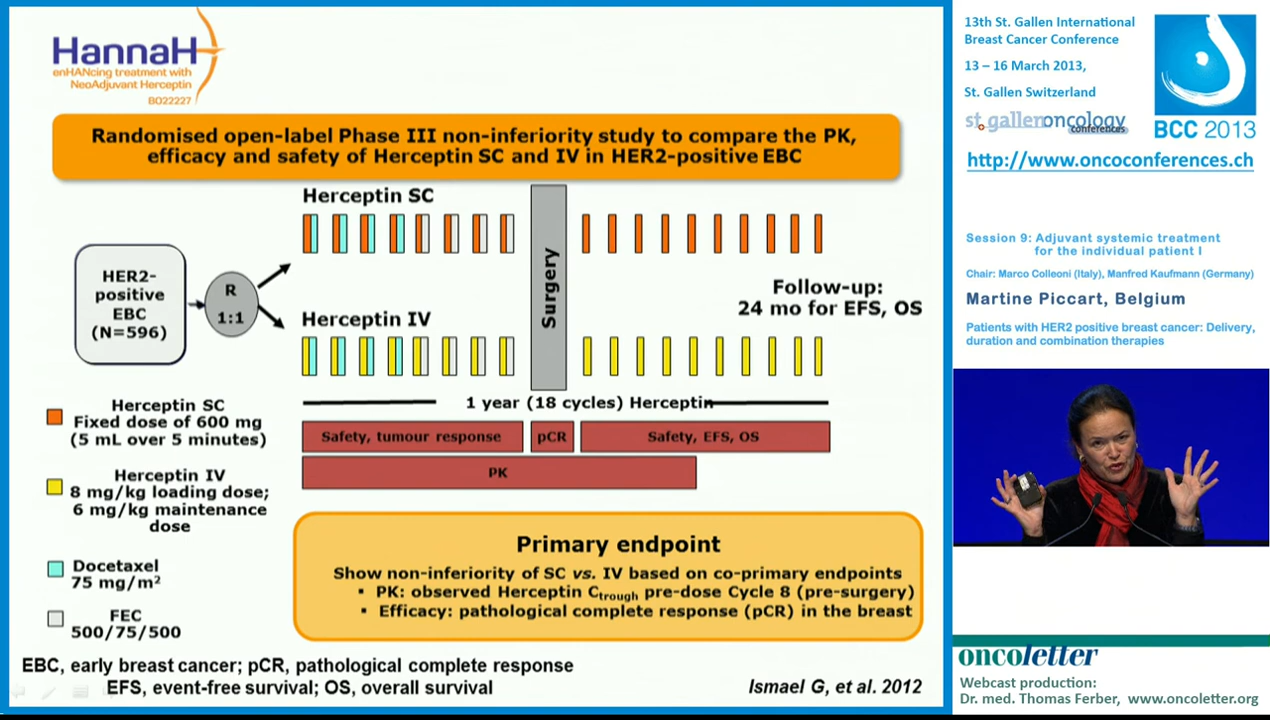 HannaH
enHANcing treatment with
NeoAdjuvant Herceptin
BO22227
Randomised open-label Phase III non-inferiority study to compare the PK,
efficacy and safety of Herceptin SC and IV in HER2-positive EBC
Herceptin SC
HER2-
positive
EBC
(N=596)
R
1:1
Surgery
Follow-up:
24 mo for EFS, OS
Herceptin IV
1 year (18 cycles) Herceptin
Safety, tumour response
pCR
Safety, EFS, OS
PK
Herceptin SC
Fixed dose of 600 mg
(5 mL over 5 minutes)
Herceptin IV
8 mg/kg loading dose;
6 mg/kg maintenance
dose
Docetaxel
75 mg/m²
FEC
500/75/500
Primary endpoint
Show non-inferiority of SC vs. IV based on co-primary endpoints
▪ PK: observed Herceptin Ctrough pre-dose Cycle 8 (pre-surgery)
▪ Efficacy: pathological complete response (pCR) in the breast
EBC, early breast cancer; pCR, pathological complete response
EFS, event-free survival; OS, overall survival
Ismael G, et al. 2012
13th St. Gallen International
Breast Cancer Conference
13 – 16 March 2013,
St. Gallen Switzerland
st.gallenoncology
conferences
BCC 2013
http://www.oncoconferences.ch
Session 9: Adjuvant systemic treatment
for the individual patient I
Chair: Marco Colleoni (Italy), Manfred Kaufmann (Germany)
Martine Piccart, Belgium
Patients with HER2 positive breast cancer: Delivery,
duration and combination therapies
oncoletter
Webcast production:
Dr. med. Thomas Ferber, www.oncoletter.org